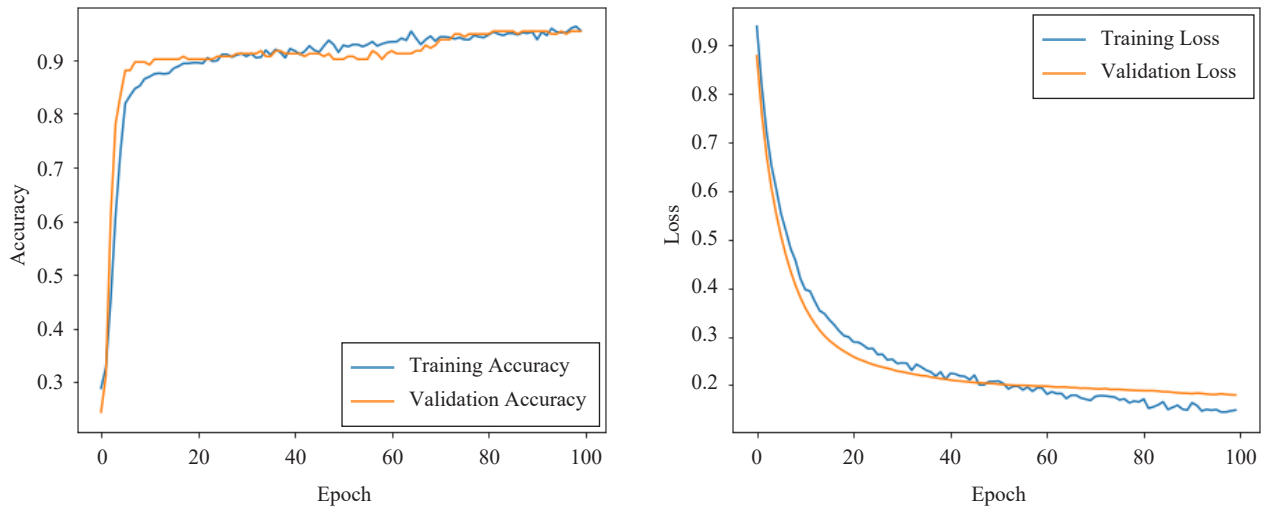 0.9
0.8
0.7
0.6
0.5
0.4
0.3
Accuracy
Training Accuracy
Validation Accuracy
0 20 40 60 80 100
Epoch
0.9
0.8
0.7
0.6
0.5
0.4
0.3
0.2
Loss
Training Loss
Validation Loss
0 20 40 60 80 100
Epoch